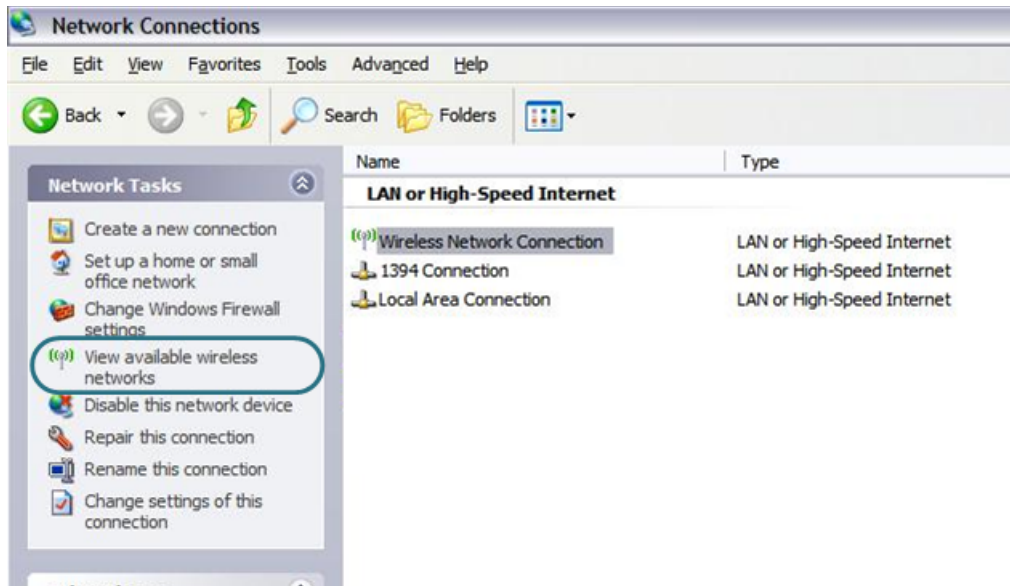 Network Connections
File Edit View Favorites Tools Advanced Help
Back Search Folders
Name Type
Network Tasks
LAN or High-Speed Internet
Create a new connection
Set up a home or small
office network
Change Windows Firewall
settings
View available wireless
networks
Disable this network device
Repair this connection
Rename this connection
Change settings of this
connection
Wireless Network Connection LAN or High-Speed Internet
1394 Connection LAN or High-Speed Internet
Local Area Connection LAN or High-Speed Internet